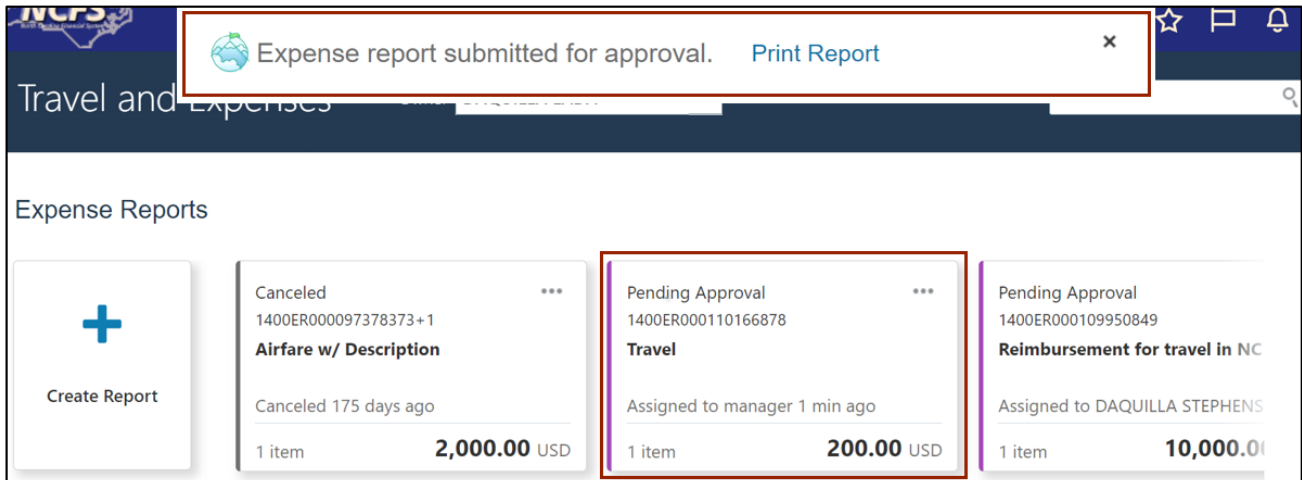 NCFS
Expense report submitted for approval. Print Report ×
Travel and Expenses
Expense Reports
Create Report
Canceled
1400ER000097378373+1
Airfare w/ Description
Canceled 175 days ago
1 item 2,000.00 USD
Pending Approval
1400ER000110166878
Travel
Assigned to manager 1 min ago
1 item 200.00 USD
Pending Approval
1400ER000109950849
Reimbursement for travel in NC
Assigned to DAQUILLA STEPHENS
1 item 10,000.00